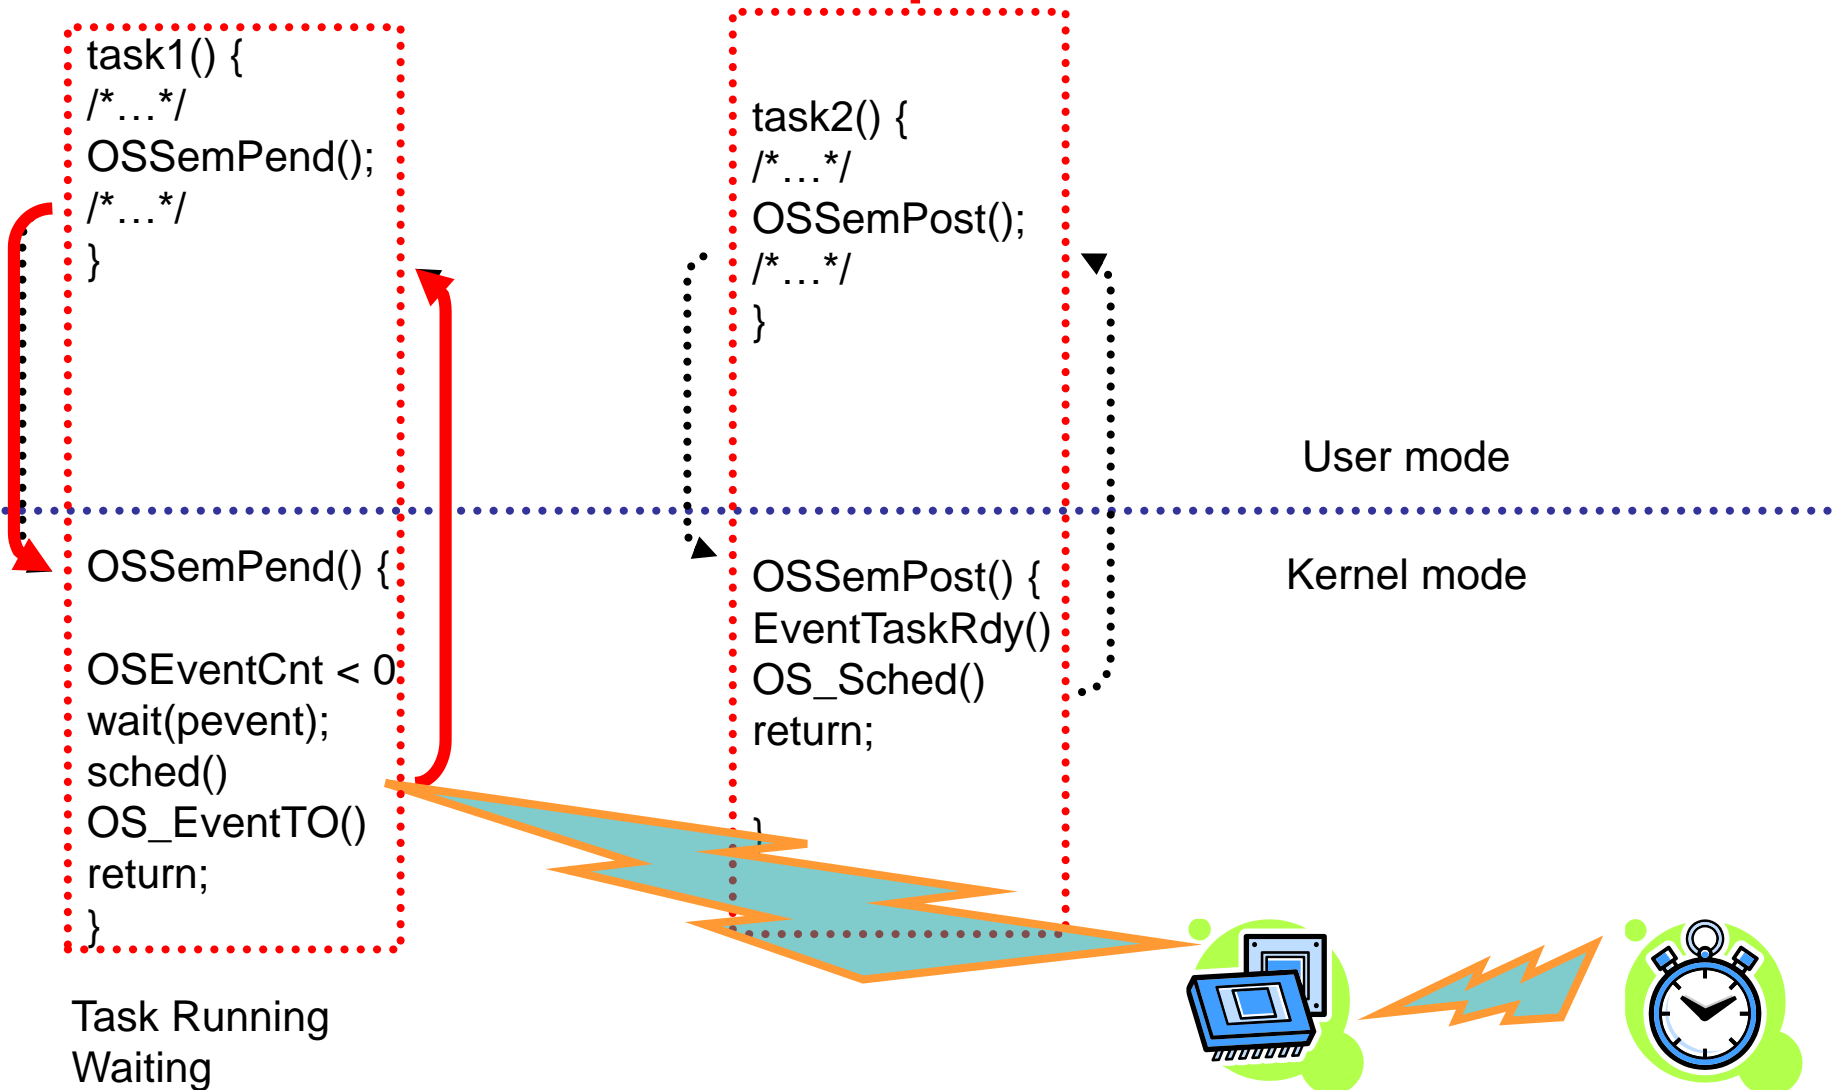 task1() {
/*…*/
OSSemPend();
/*…*/
}
task2() {
/*…*/
OSSemPost();
/*…*/
}
User mode
Kernel mode
OSSemPend() {
OSEventCnt < 0
wait(pevent);
sched()
OS_EventTO()
return;
}
OSSemPost() {
EventTaskRdy()
OS_Sched()
return;
}
Task Running
Waiting